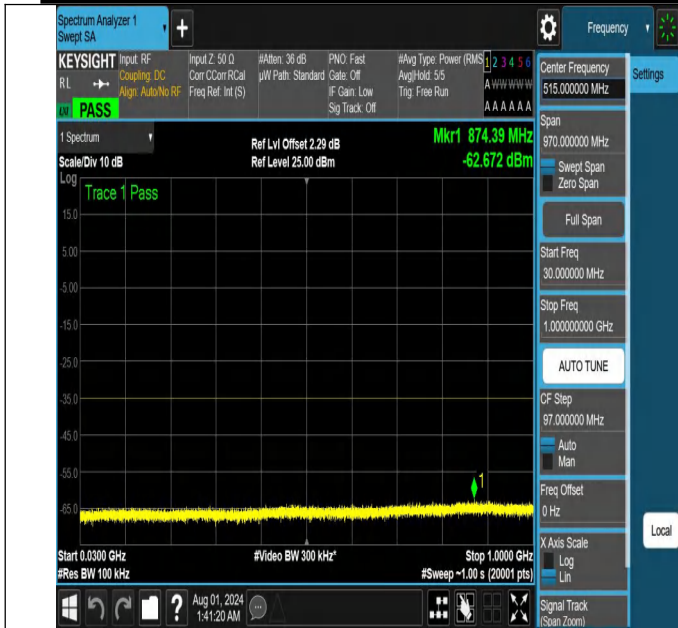 Spectrum Analyzer 1
Swept SA
+
Frequency
KEYSIGHT
RL
PASS
Input: RF
Coupling: DC
Align: Auto/No RF
Input Z: 50 Ω
Corr CCorr RCal
Freq Ref: Int (S)
#Atten: 36 dB
µW Path: Standard
PNO: Fast
Gate: Off
IF Gain: Low
Sig Track: Off
#Avg Type: Power (RMS
Avg|Hold: 5/5
Trig: Free Run
1 2 3 4 5 6
A W W W W W
A A A A A A
Center Frequency
515.000000 MHz
Settings
1 Spectrum
Scale/Div 10 dB
Ref Lvl Offset 2.29 dB
Ref Level 25.00 dBm
Mkr1 874.39 MHz
-62.672 dBm
Span
970.000000 MHz
Swept Span
Zero Span
Full Span
Start Freq
30.000000 MHz
Stop Freq
1.000000000 GHz
AUTO TUNE
CF Step
97.000000 MHz
Auto
Man
Freq Offset
0 Hz
X Axis Scale
Log
Lin
Signal Track
(Span Zoom)
Local
Log
Trace 1 Pass
15.0
5.00
-5.00
-15.0
-25.0
-35.0
-45.0
-55.0
-65.0
1
Start 0.0300 GHz
#Res BW 100 kHz
#Video BW 300 kHz*
Stop 1.0000 GHz
#Sweep ~1.00 s (20001 pts)
?
Aug 01, 2024
1:41:20 AM